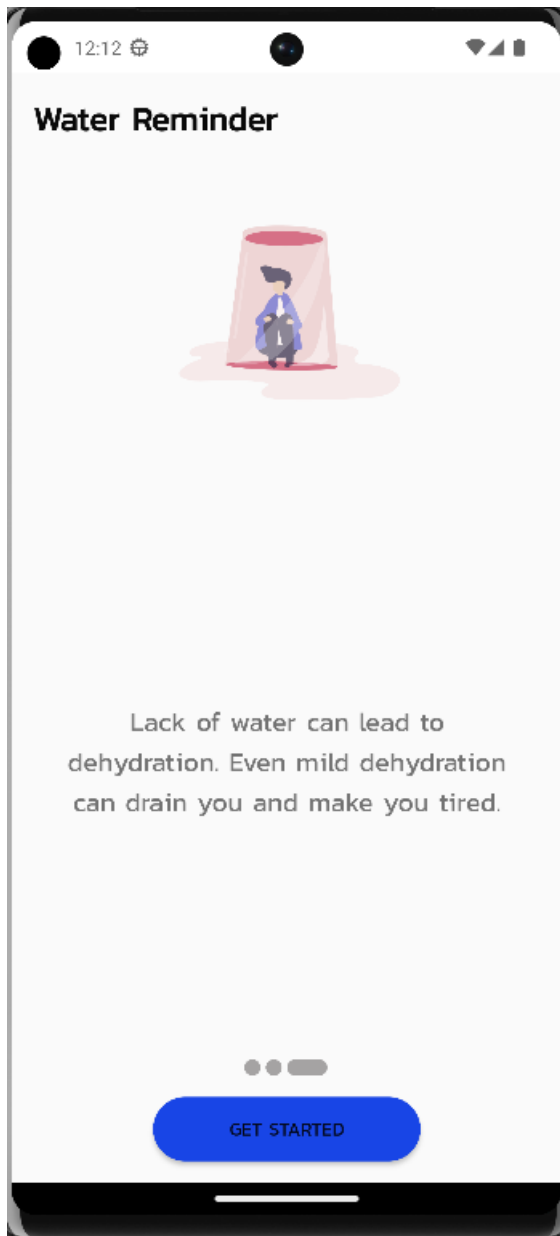 12:12
Water Reminder
Lack of water can lead to
dehydration. Even mild dehydration
can drain you and make you tired.
GET STARTED